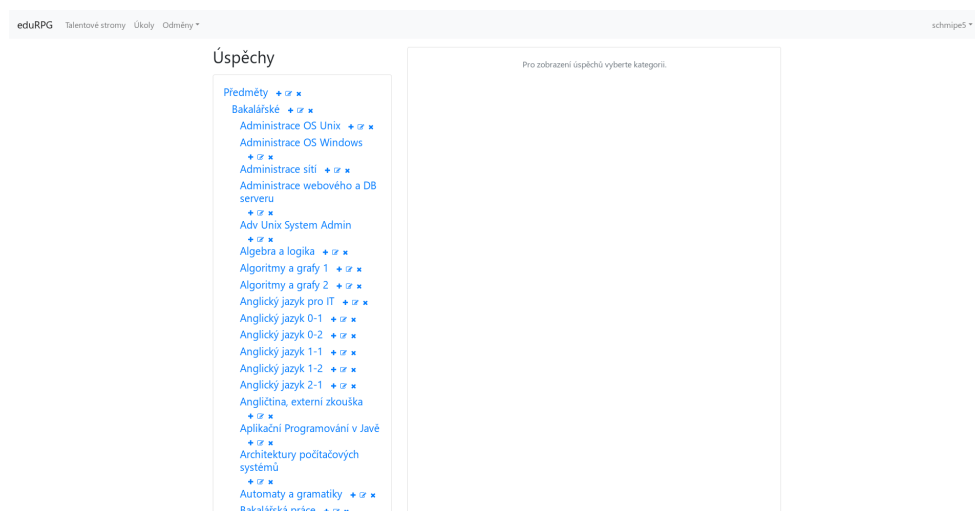 eduRPG Talentové stromy Úkoly Odměny schmipe5
Úspěchy
Pro zobrazení úspěchů vyberte kategorii.
Předměty
Bakalářské
Administrace OS Unix
Administrace OS Windows
Administrace sítí
Administrace webového a DB
serveru
Adv Unix System Admin
Algebra a logika
Algoritmy a grafy 1
Algoritmy a grafy 2
Anglický jazyk pro IT
Anglický jazyk 0-1
Anglický jazyk 0-2
Anglický jazyk 1-1
Anglický jazyk 1-2
Anglický jazyk 2-1
Angličtina, externí zkouška
Aplikační Programování v Javě
Architektury počítačových
systémů
Automaty a gramatiky
Bakalářská práce